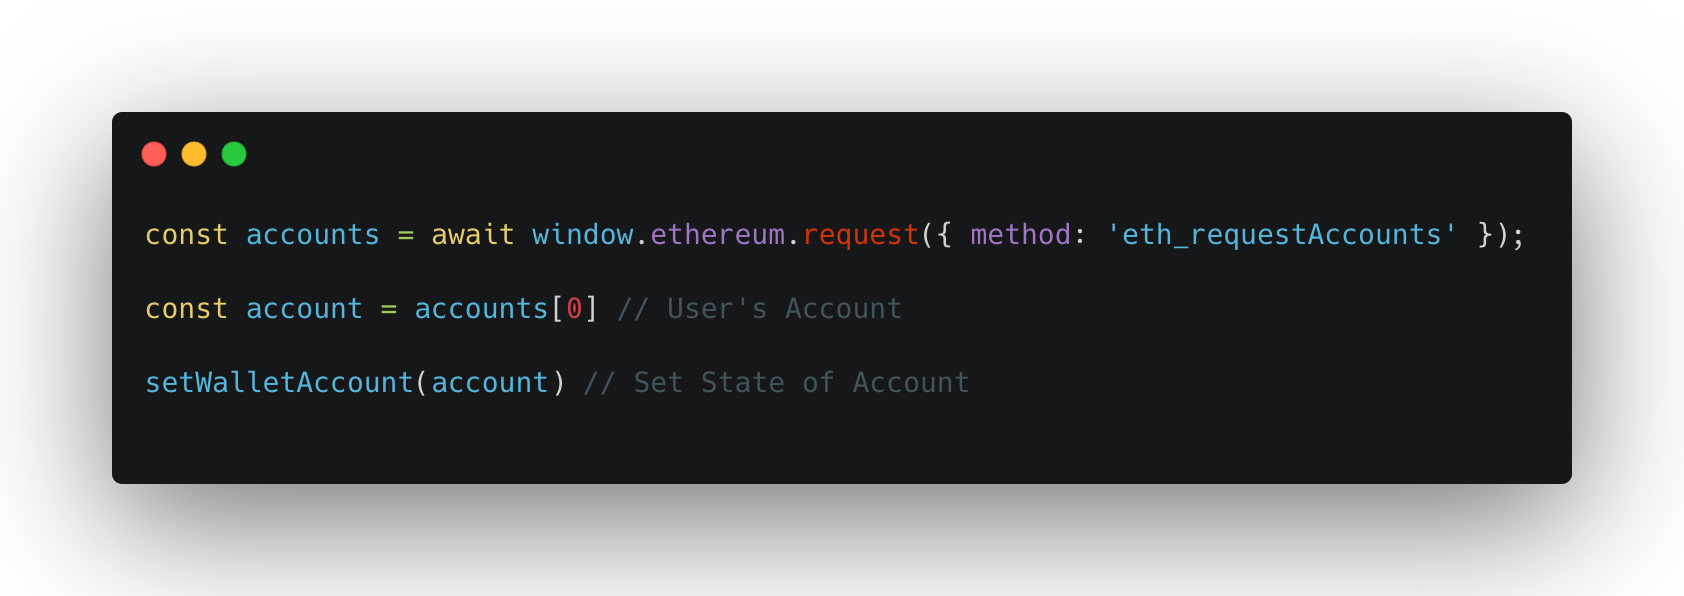 const accounts = await window.ethereum.request({ method: 'eth_requestAccounts' });
const account = accounts[0] // User's Account
setWalletAccount(account) // Set State of Account